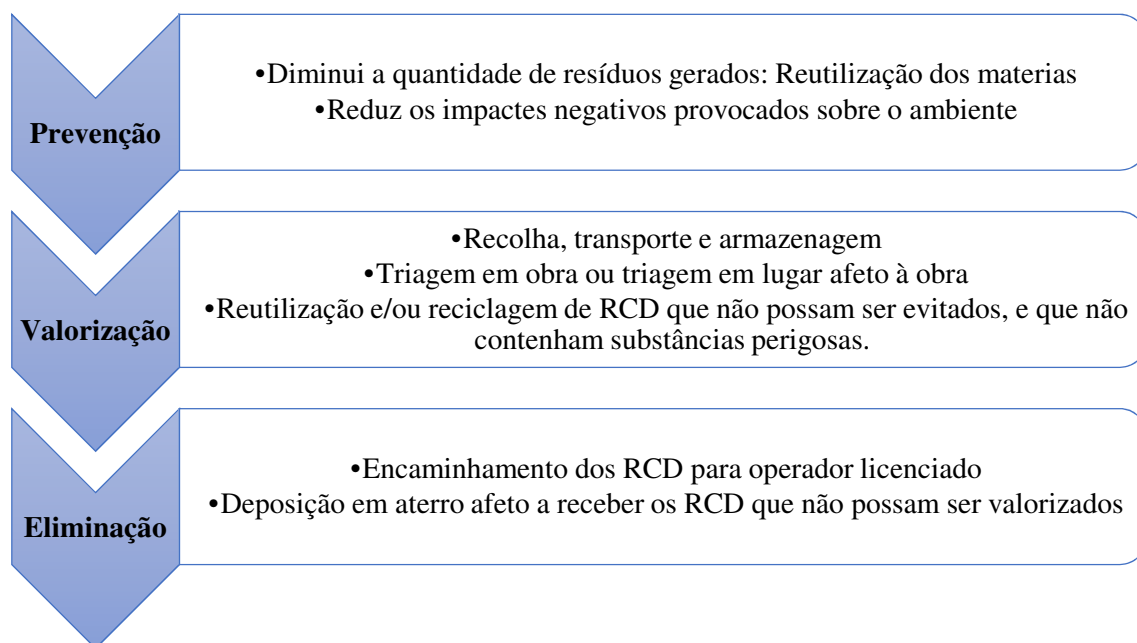 Prevenção
•Diminui a quantidade de resíduos gerados: Reutilização dos materias
•Reduz os impactes negativos provocados sobre o ambiente
Valorização
•Recolha, transporte e armazenagem
•Triagem em obra ou triagem em lugar afeto à obra
•Reutilização e/ou reciclagem de RCD que não possam ser evitados, e que não
contenham substâncias perigosas.
Eliminação
•Encaminhamento dos RCD para operador licenciado
•Deposição em aterro afeto a receber os RCD que não possam ser valorizados